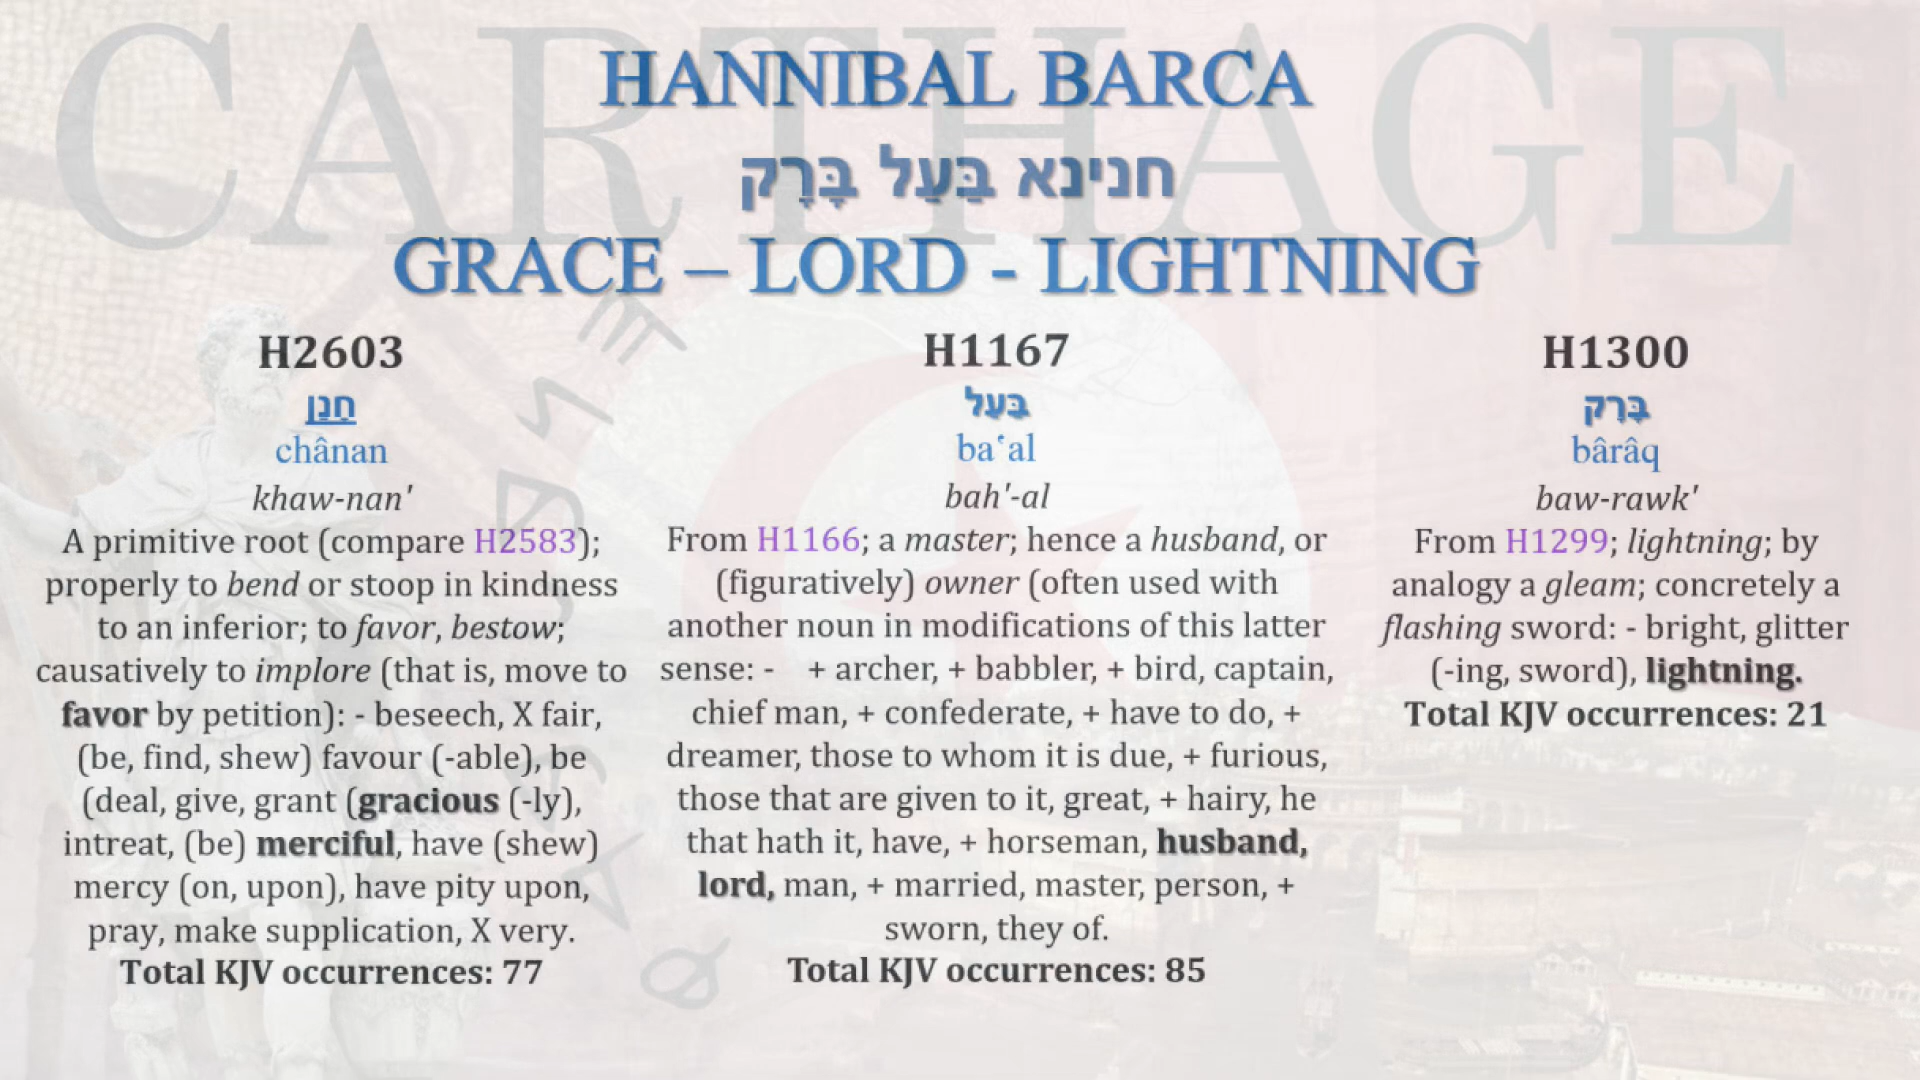 CARTHAGE
HANNIBAL BARCA
חנינא בַּעַל בָּרָק
GRACE – LORD - LIGHTNING
H2603
חָנַן
chânan
khaw-nan'
A primitive root (compare H2583);
properly to bend or stoop in kindness
to an inferior; to favor, bestow;
causatively to implore (that is, move to
favor by petition): - beseech, X fair,
(be, find, shew) favour (-able), be
(deal, give, grant (gracious (-ly),
intreat, (be) merciful, have (shew)
mercy (on, upon), have pity upon,
pray, make supplication, X very.
Total KJV occurrences: 77
H1167
בַּעַל
ba‛al
bah'-al
From H1166; a master; hence a husband, or
(figuratively) owner (often used with
another noun in modifications of this latter
sense: - + archer, + babbler, + bird, captain,
chief man, + confederate, + have to do, +
dreamer, those to whom it is due, + furious,
those that are given to it, great, + hairy, he
that hath it, have, + horseman, husband,
lord, man, + married, master, person, +
sworn, they of.
Total KJV occurrences: 85
H1300
בָּרָק
bârâq
baw-rawk'
From H1299; lightning; by
analogy a gleam; concretely a
flashing sword: - bright, glitter
(-ing, sword), lightning.
Total KJV occurrences: 21